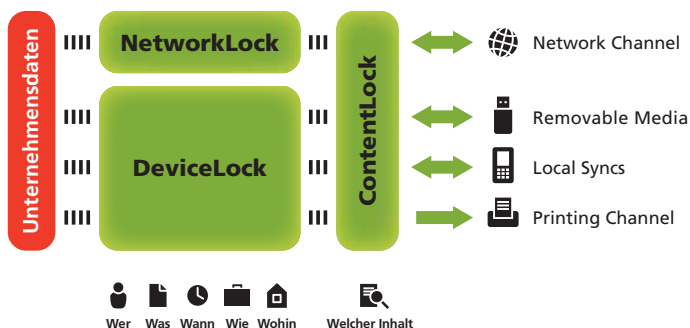 Unternehmensdaten
NetworkLock
DeviceLock
ContentLock
Network Channel
Removable Media
Local Syncs
Printing Channel
Wer Was Wann Wie Wohin Welcher Inhalt